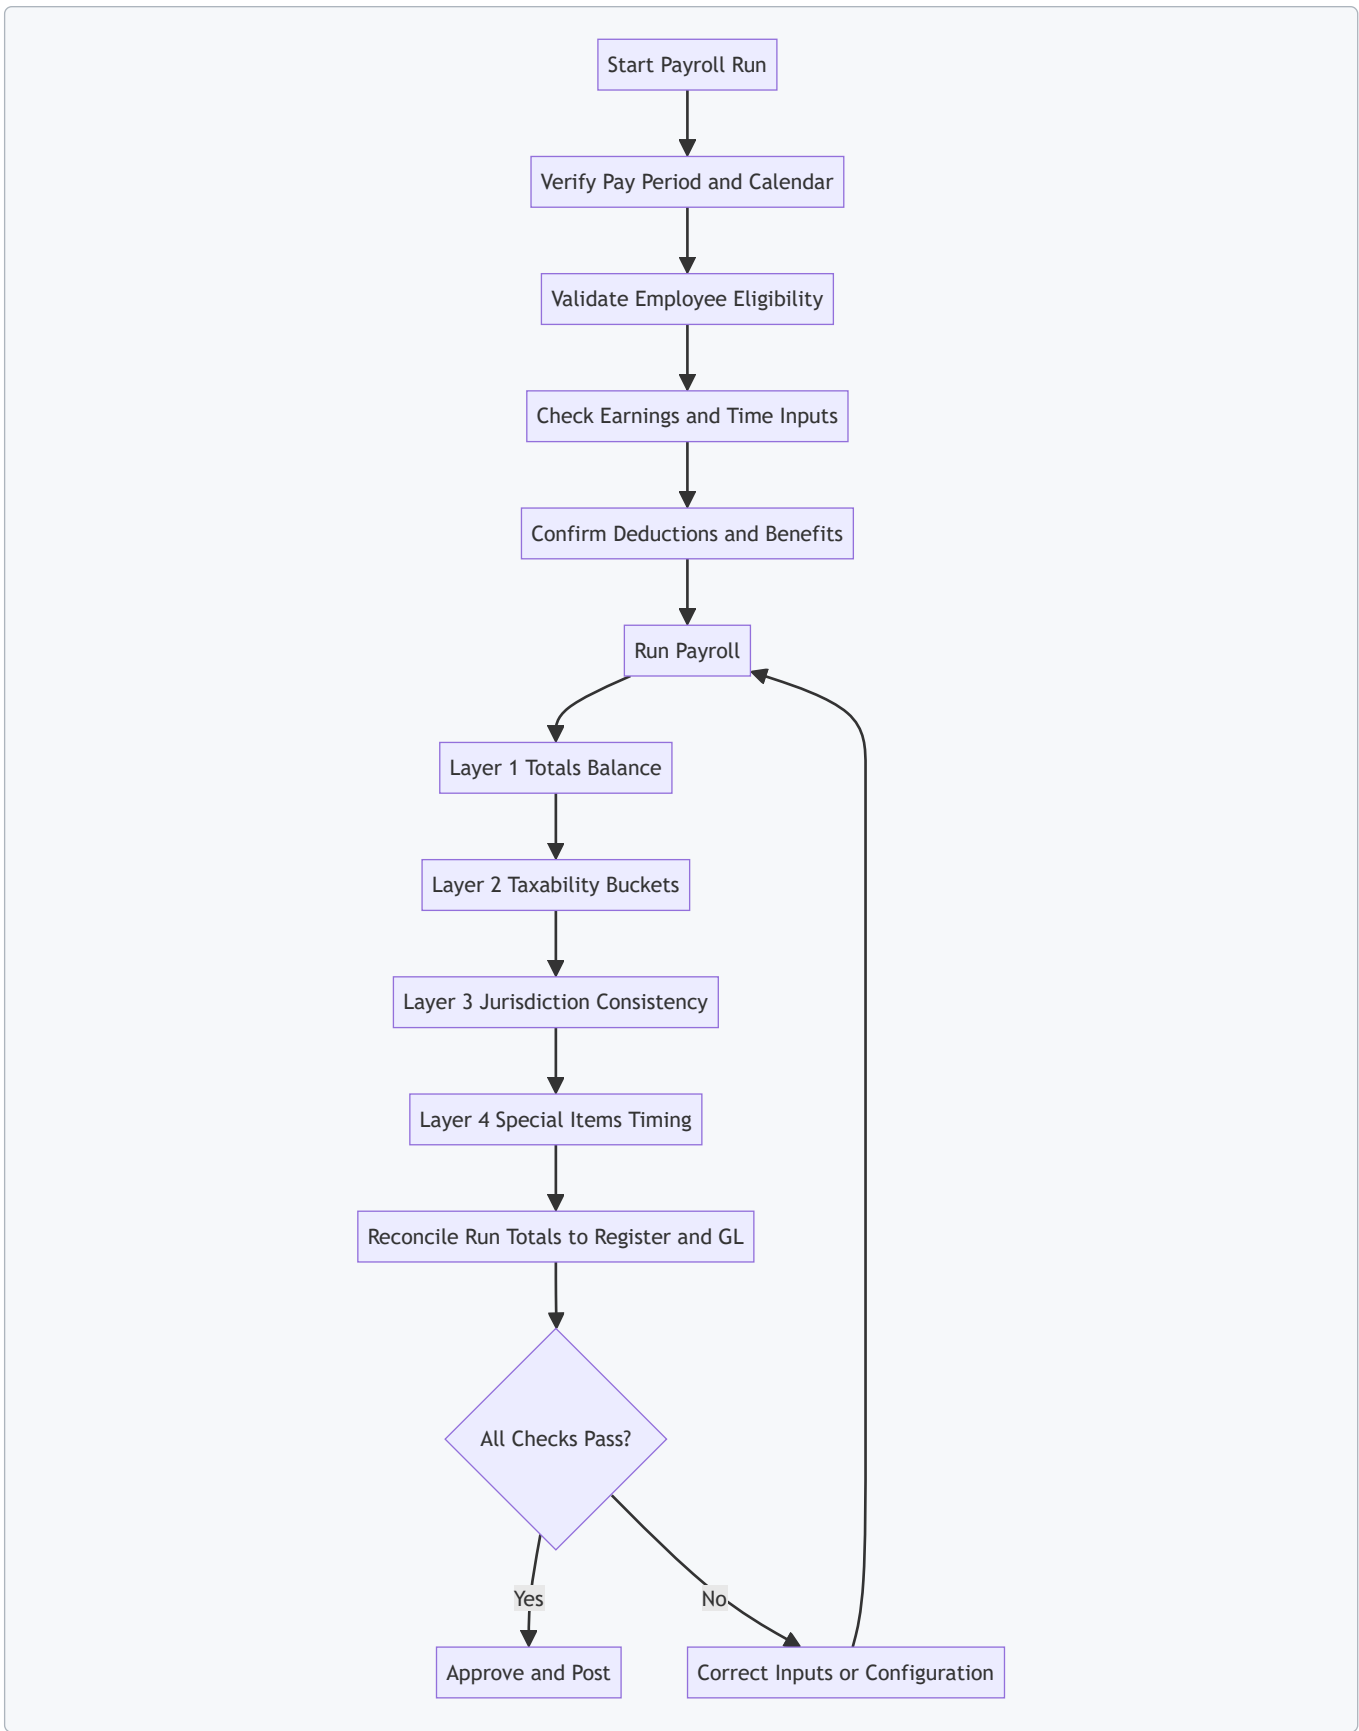 Start Payroll Run
Verify Pay Period and Calendar
Validate Employee Eligibility
Check Earnings and Time Inputs
Confirm Deductions and Benefits
Run Payroll
Layer 1 Totals Balance
Layer 2 Taxability Buckets
Layer 3 Jurisdiction Consistency
Layer 4 Special Items Timing
Reconcile Run Totals to Register and GL
All Checks Pass?
Yes
No
Approve and Post
Correct Inputs or Configuration